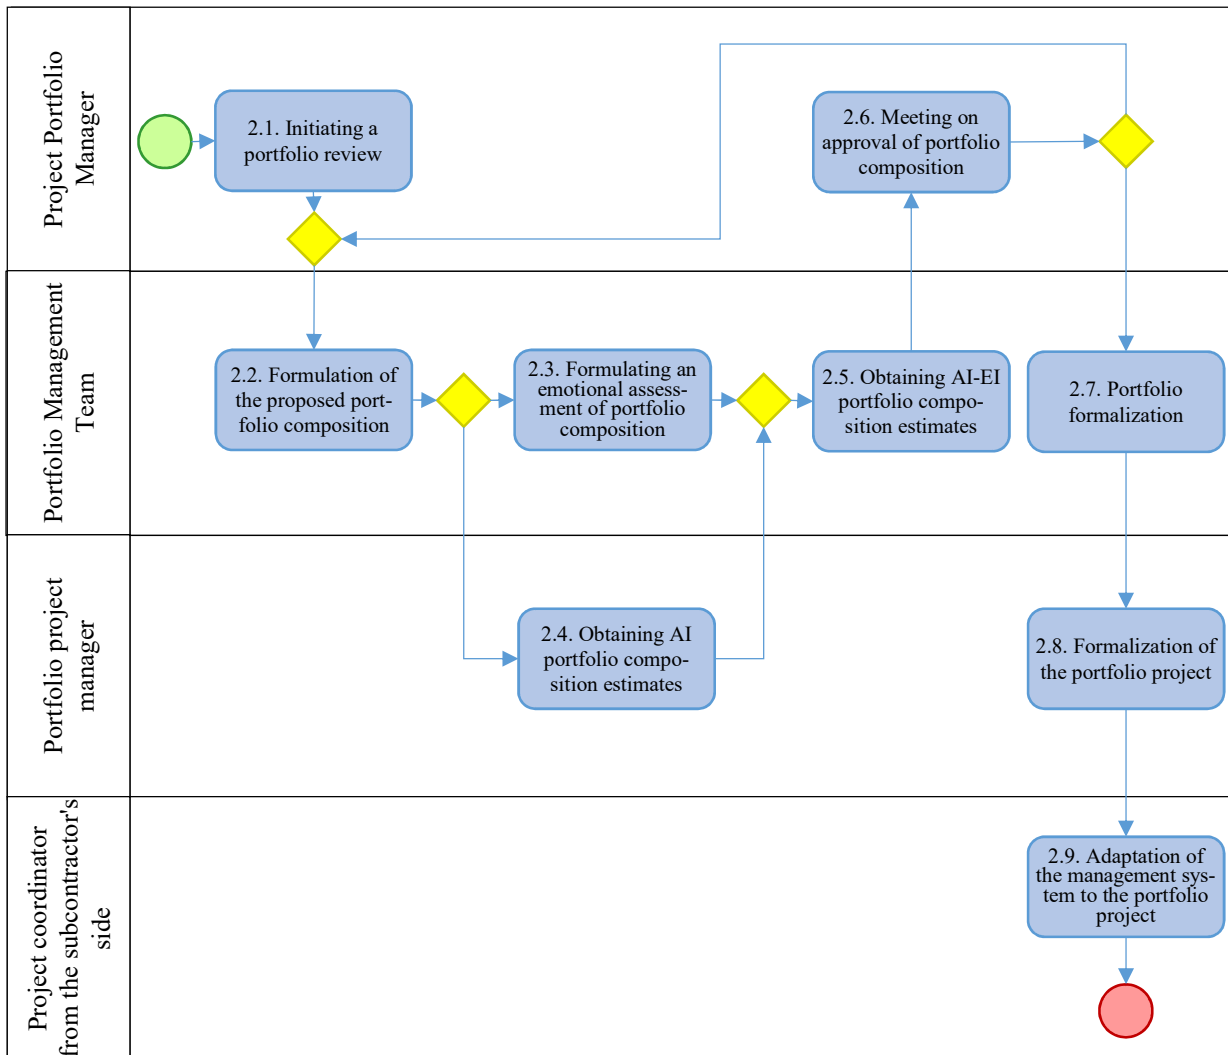 Project Portfolio
Manager
2.1. Initiating a
portfolio review
2.6. Meeting on
approval of portfolio
composition
Portfolio Management
Team
2.2. Formulation of
the proposed port-
folio composition
2.3. Formulating an
emotional assess-
ment of portfolio
composition
2.5. Obtaining AI-EI
portfolio compo-
sition estimates
2.7. Portfolio
formalization
Portfolio project
manager
2.4. Obtaining AI
portfolio compo-
sition estimates
2.8. Formalization of
the portfolio project
Project coordinator
from the subcontractor's
side
2.9. Adaptation of
the management sys-
tem to the portfolio
project